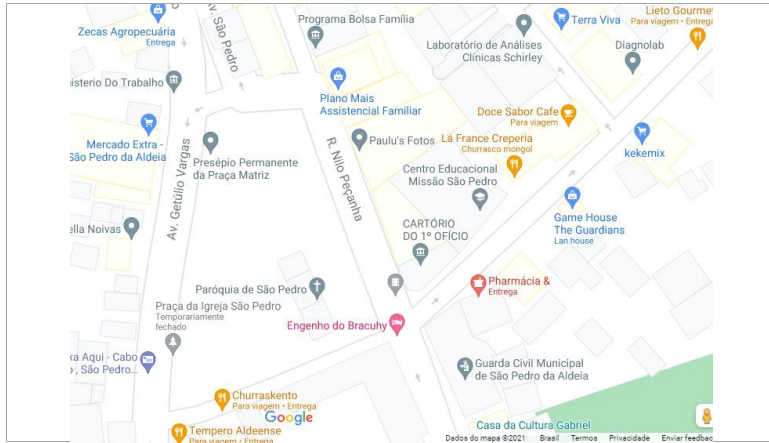 Zecas Agropecuária
Entrega
Av. São Pedro
Programa Bolsa Família
Terra Viva
Lieto Gourmet
Para viagem • Entrega
Laboratório de Análises
Clínicas Schirley
Diagnolab
isterio Do Trabalho
Plano Mais
Assistencial Familiar
Doce Sabor Cafe
Para viagem
Mercado Extra -
São Pedro da Aldeia
Av. Getúlio Vargas
Presépio Permanente
da Praça Matriz
R. Nilo Peçanha
Paulu's Fotos
Lá France Creperia
Churrasco mongol
kekemix
Centro Educacional
Missão São Pedro
ella Noivas
CARTÓRIO
DO 1º OFÍCIO
Game House
The Guardians
Lan house
Paróquia de São Pedro
Pharmácia &
Entrega
Praça da Igreja São Pedro
Temporariamente
fechado
Engenho do Bracuhy
xa Aqui - Cabo
o , São Pedro...
Guarda Civil Municipal
de São Pedro da Aldeia
Churraskento
Para viagem • Entrega
Google
Tempero Aldeense
Para viagem • Entrega
Casa da Cultura Gabriel
Dados do mapa ©2021 Brasil Termos Privacidade Enviar feedbac